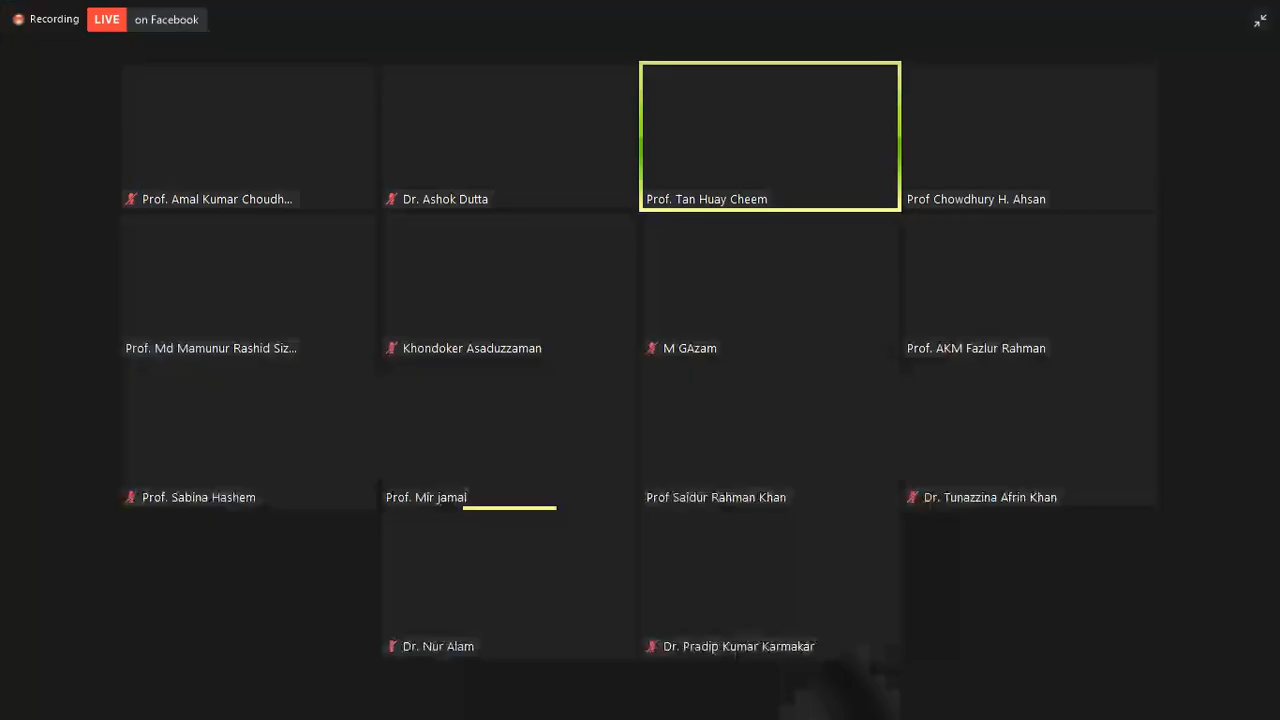 Recording LIVE on Facebook
Prof. Amal Kumar Choudh... Dr. Ashok Dutta Prof. Tan Huay Cheem Prof Chowdhury H. Ahsan
Prof. Md Mamunur Rashid Siz... Khondoker Asaduzzaman M GAzam Prof. AKM Fazlur Rahman
Prof. Sabina Hashem Prof. Mir jamal Prof Saidur Rahman Khan Dr. Tunazzina Afrin Khan
Dr. Nur Alam Dr. Pradip Kumar Karmakar